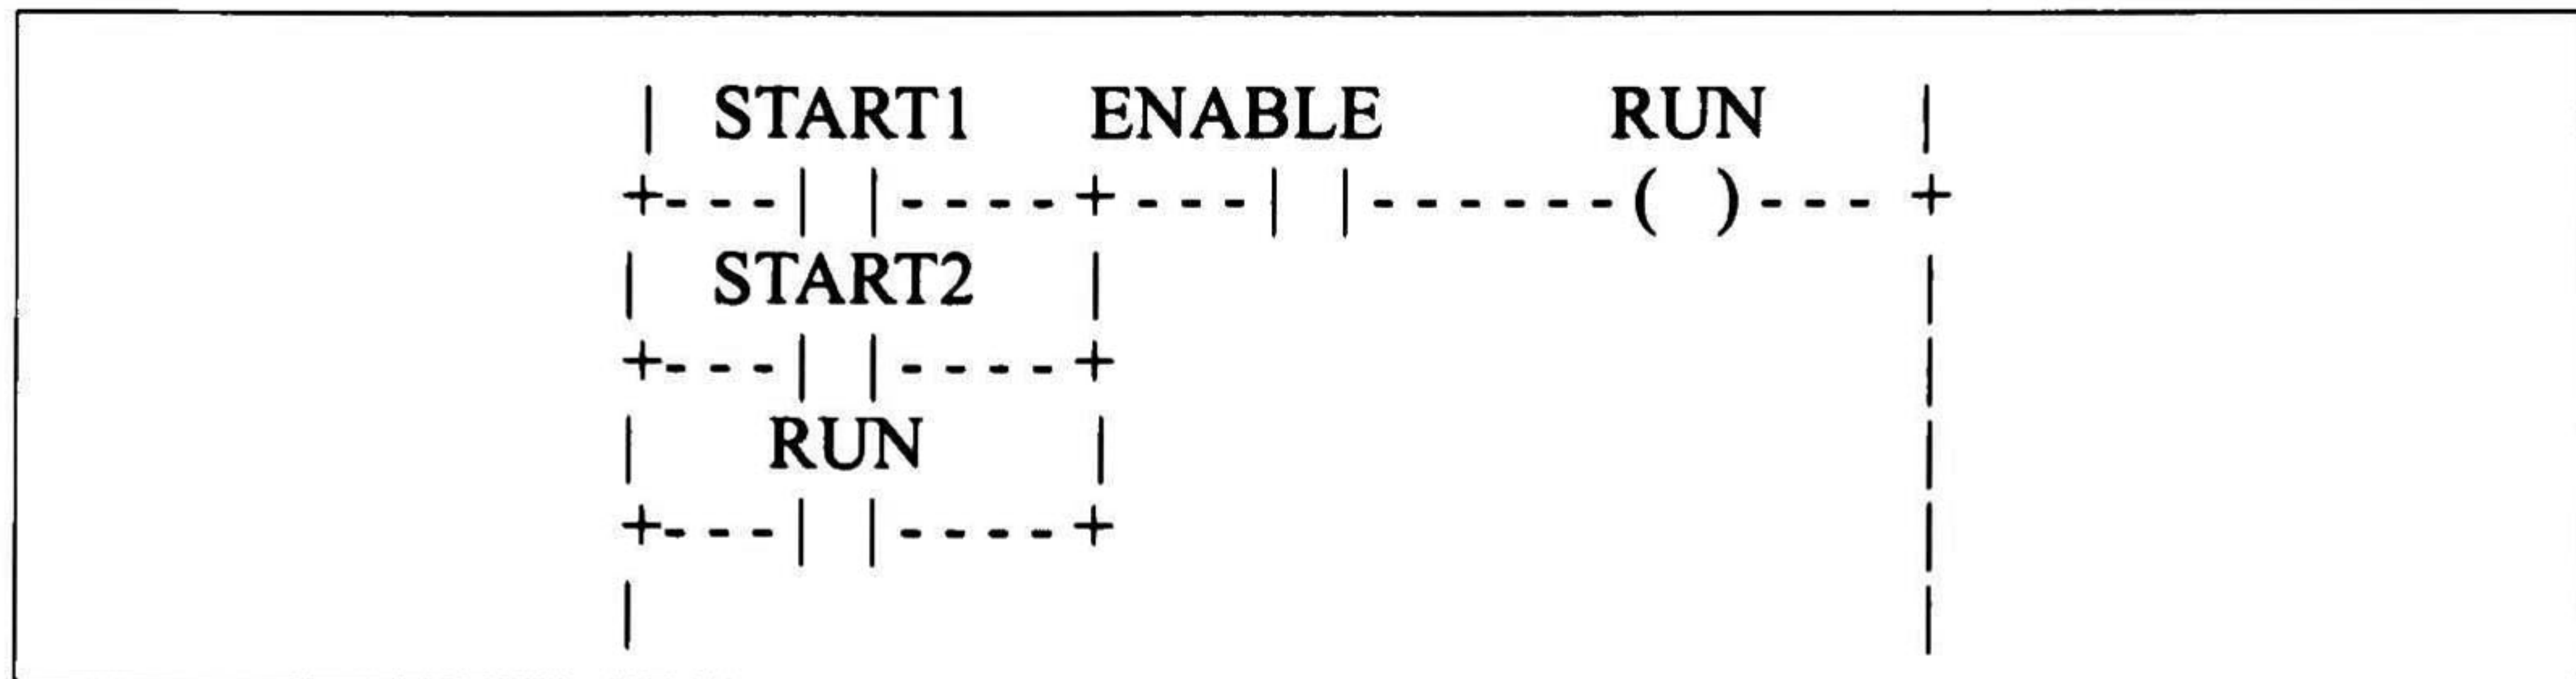 | START1 ENABLE RUN |
+---| |----+---| |------( )--- +
| START2 | |
+---| |----+ |
| RUN | |
+---| |----+ |
| |